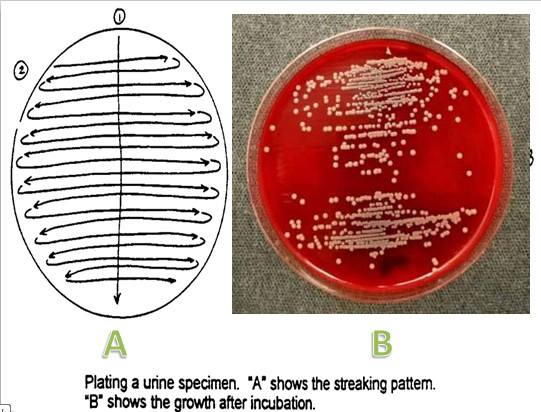 ①
②
A
B
Plating a urine specimen. "A" shows the streaking pattern.
"B" shows the growth after incubation.